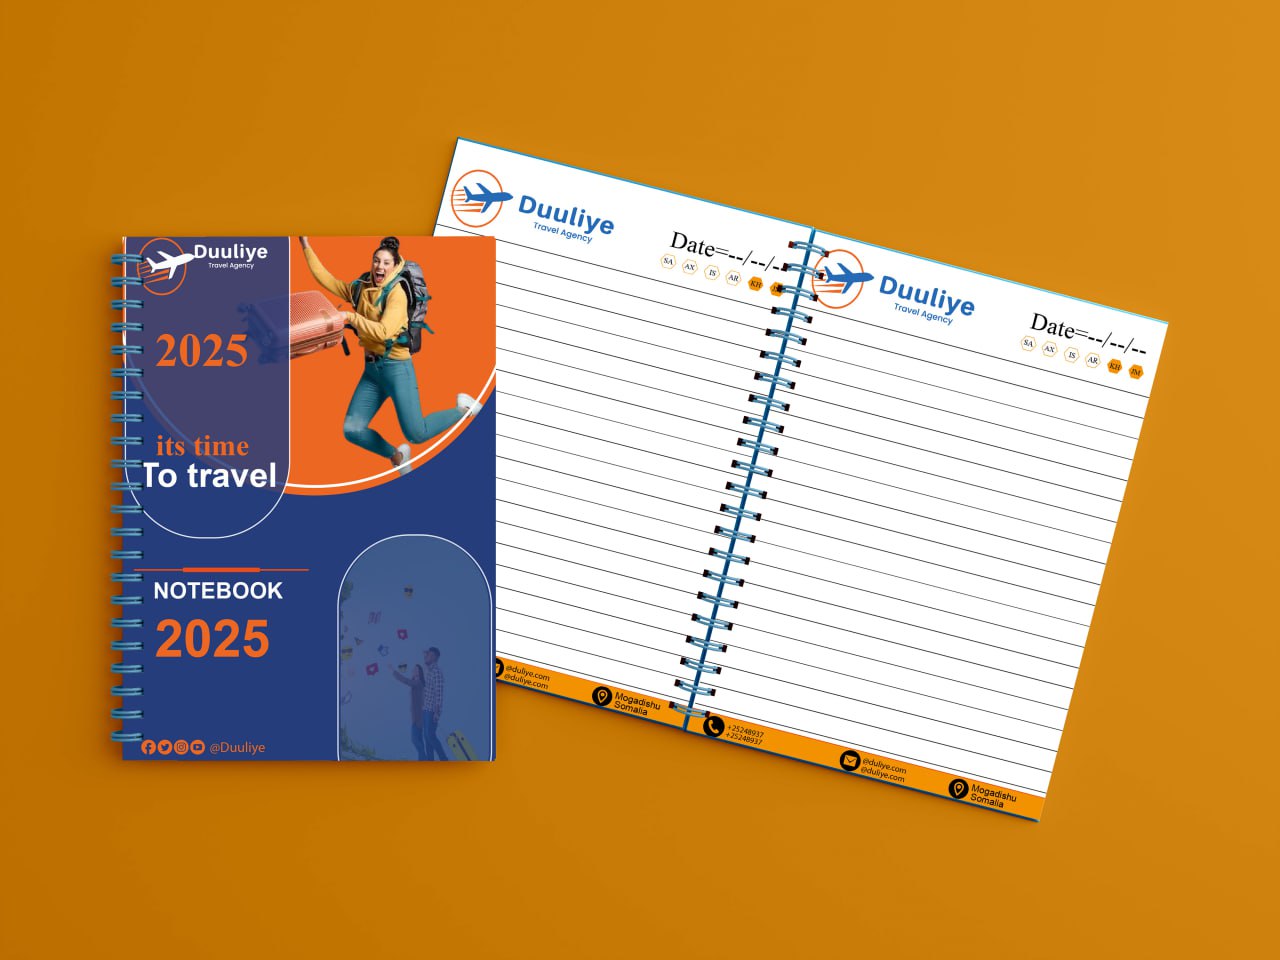 Duuliye
Travel Agency
2025
its time
To travel
NOTEBOOK
2025
@Duuliye
Duuliye
Travel Agency
Date=--/--/--
SA AX IS AR KH
@duliye.com
@duliye.com
Mogadishu
Somalia
Duuliye
Travel Agency
Date=--/--/--
SA AX IS AR KH JM
+25248937
+25248937
@duliye.com
@duliye.com
Mogadishu
Somalia